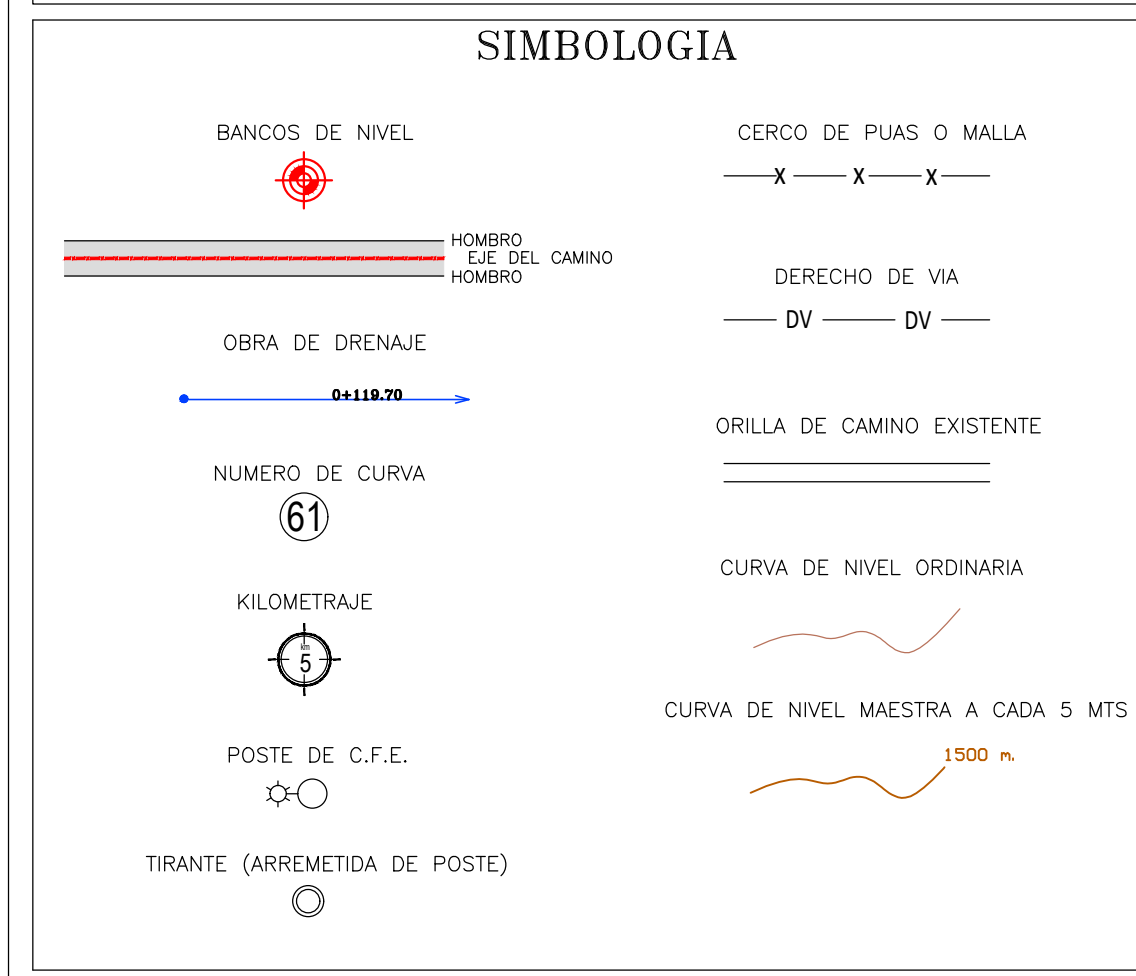 SIMBOLOGIA
BANCOS DE NIVEL
HOMBRO
EJE DEL CAMINO
HOMBRO
OBRA DE DRENAJE
0+119.70
NUMERO DE CURVA
61
KILOMETRAJE
km
5
POSTE DE C.F.E.
TIRANTE (ARREMETIDA DE POSTE)
CERCO DE PUAS O MALLA
X X X
DERECHO DE VIA
DV DV
ORILLA DE CAMINO EXISTENTE
CURVA DE NIVEL ORDINARIA
CURVA DE NIVEL MAESTRA A CADA 5 MTS
1500 m.